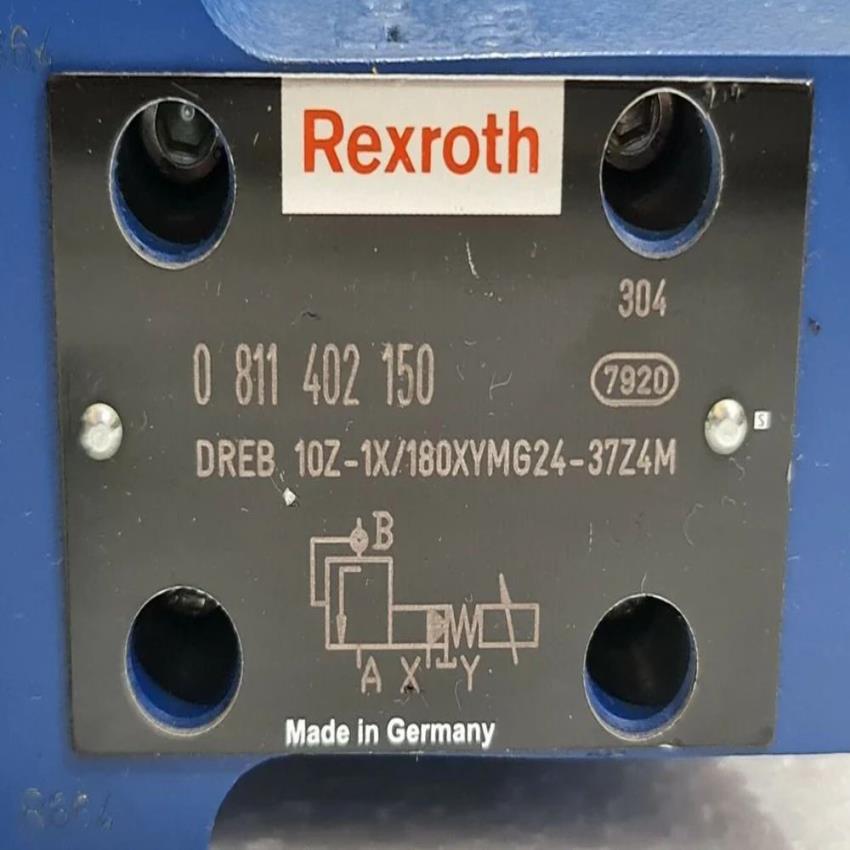 Rexroth
304
0 811 402 150
7920
DREB 10Z-1X/180XYMG24-37Z4M
S
B
A X Y
Made in Germany